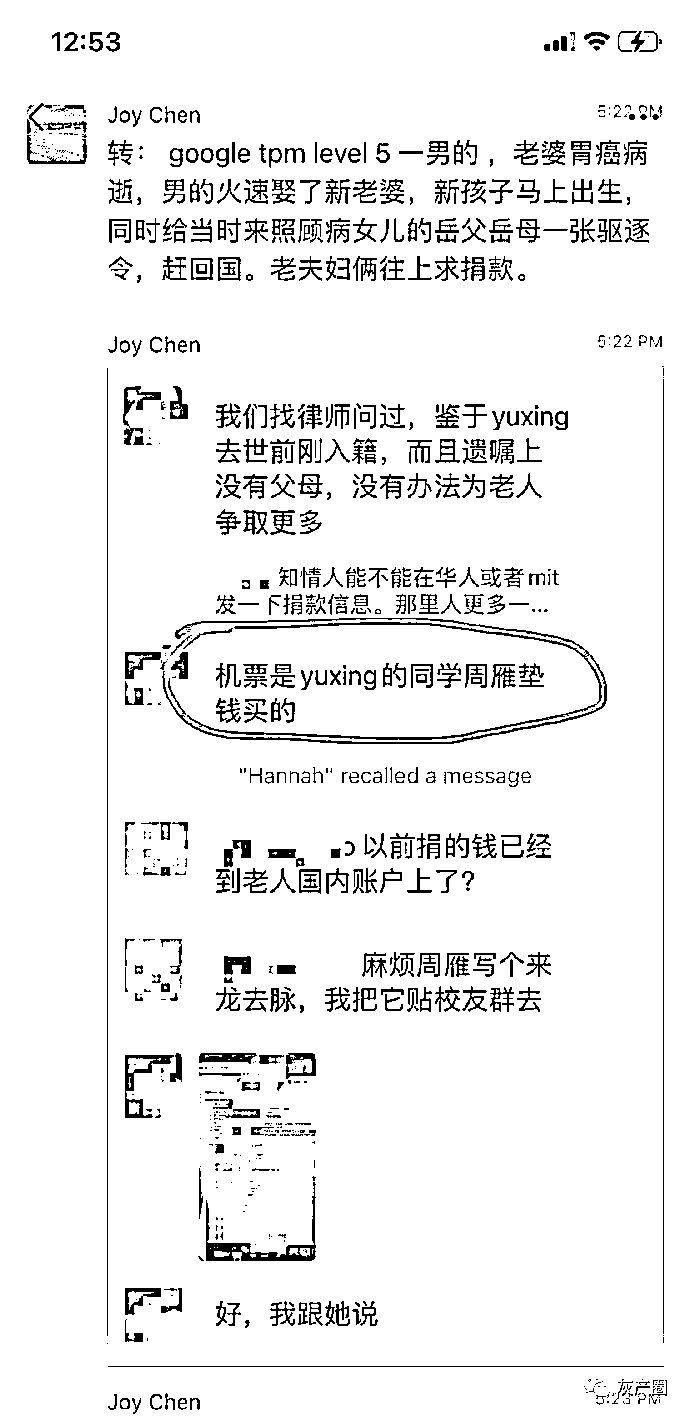 12:53
Joy Chen
5:22 PM
转： google tpm level 5 一男的 ，老婆胃癌病
逝，男的火速娶了新老婆，新孩子马上出生，
同时给当时来照顾病女儿的岳父岳母一张驱逐
令，赶回国。老夫妇俩往上求捐款。
Joy Chen
5:22 PM
我们找律师问过，鉴于yuxing
去世前刚入籍，而且遗嘱上
没有父母，没有办法为老人
争取更多
知情人能不能在华人或者mit
发一下捐款信息。那里人更多一...
机票是yuxing的同学周雁垫
钱买的
"Hannah" recalled a message
以前捐的钱已经
到老人国内账户上了?
麻烦周雁写个来
龙去脉，我把它贴校友群去
好，我跟她说
Joy Chen
5:23 PM
灰产圈